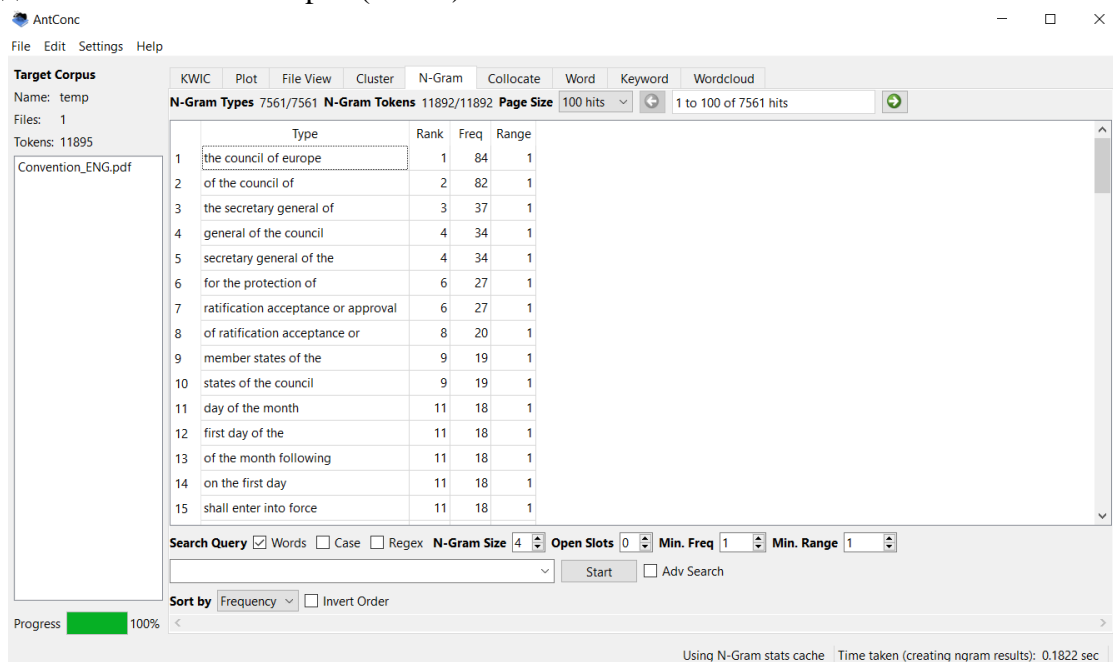 AntConc
File Edit Settings Help
Target Corpus
Name: temp
Files: 1
Tokens: 11895
Convention_ENG.pdf
Progress 100%
KWIC Plot File View Cluster N-Gram Collocate Word Keyword Wordcloud
N-Gram Types 7561/7561 N-Gram Tokens 11892/11892 Page Size 100 hits 1 to 100 of 7561 hits
Type Rank Freq Range
1 the council of europe 1 84 1
2 of the council of 2 82 1
3 the secretary general of 3 37 1
4 general of the council 4 34 1
5 secretary general of the 4 34 1
6 for the protection of 6 27 1
7 ratification acceptance or approval 6 27 1
8 of ratification acceptance or 8 20 1
9 member states of the 9 19 1
10 states of the council 9 19 1
11 day of the month 11 18 1
12 first day of the 11 18 1
13 of the month following 11 18 1
14 on the first day 11 18 1
15 shall enter into force 11 18 1
Search Query Words Case Regex N-Gram Size 4 Open Slots 0 Min. Freq 1 Min. Range 1
Start Adv Search
Sort by Frequency Invert Order
Using N-Gram stats cache Time taken (creating ngram results): 0.1822 sec